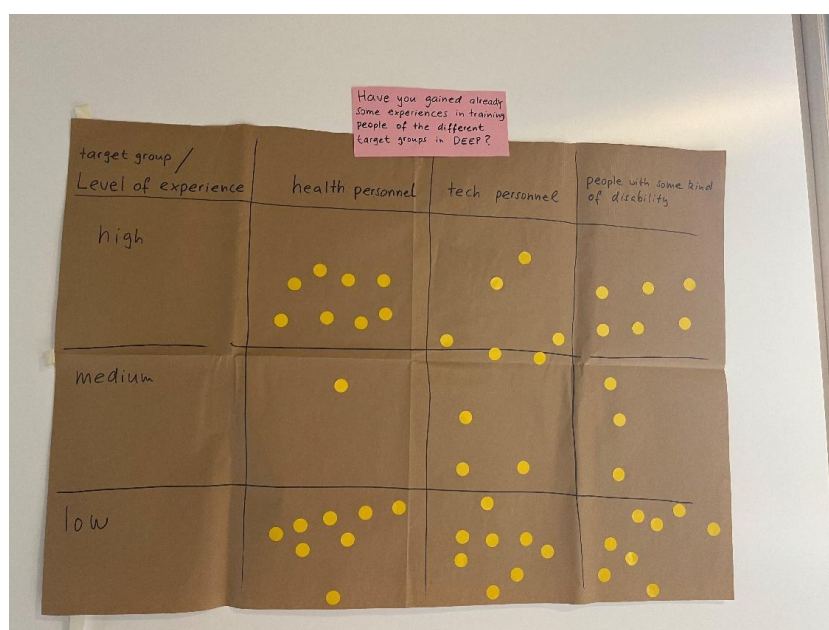 Have you gained already
some experiences in training
people of the different
target groups in DEEP?
target group /
Level of experience
health personnel
tech personnel
people with some kind
of disability
high
medium
low